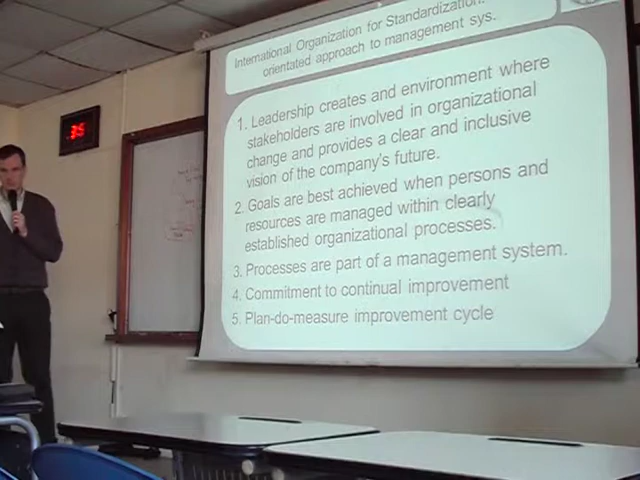 International Organization for Standardization:
orientated approach to management sys.
1. Leadership creates and environment where
stakeholders are involved in organizational
change and provides a clear and inclusive
vision of the company's future.
2. Goals are best achieved when persons and
resources are managed within clearly
established organizational processes.
3. Processes are part of a management system.
4. Commitment to continual improvement
5. Plan-do-measure improvement cycle